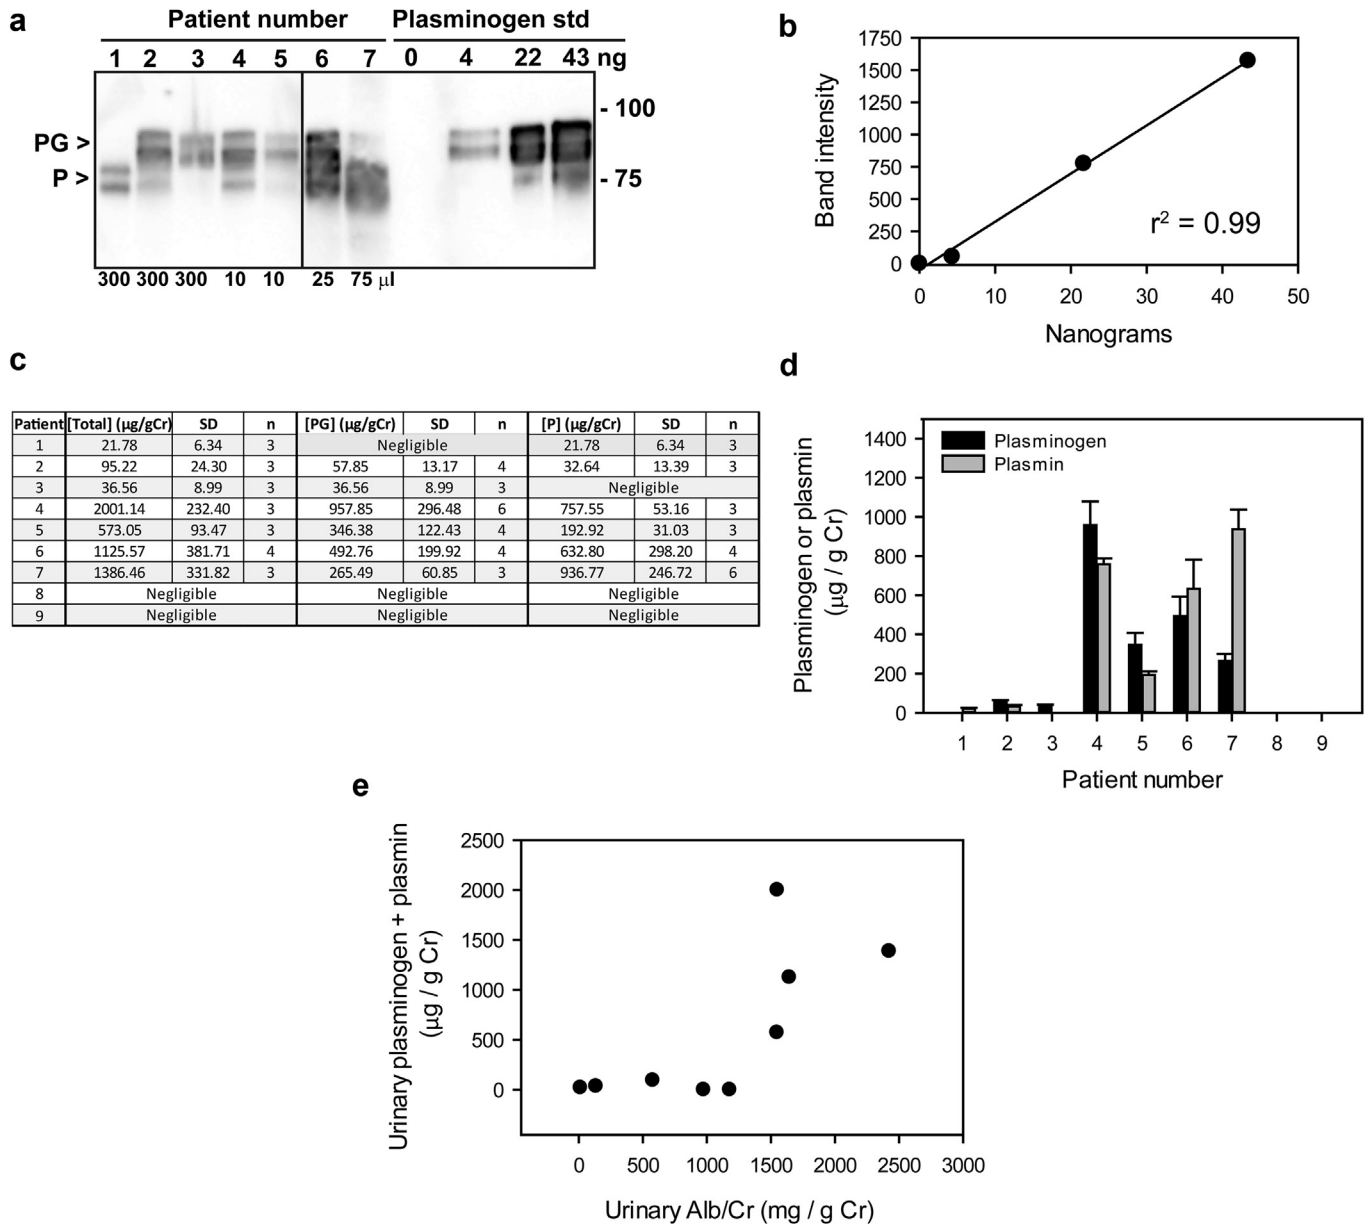 a
Patient number Plasminogen std
1 2 3 4 5 6 7 0 4 22 43 ng
- 100
PG >
P >
- 75
300 300 300 10 10 25 75 μl
b
1750
1500
1250
1000
750
500
250
0
Band intensity
r² = 0.99
0 10 20 30 40 50
Nanograms
c
Patient [Total] (μg/gCr) SD n [PG] (μg/gCr) SD n [P] (μg/gCr) SD n
1 21.78 6.34 3 Negligible 21.78 6.34 3
2 95.22 24.30 3 57.85 13.17 4 32.64 13.39 3
3 36.56 8.99 3 36.56 8.99 3 Negligible
4 2001.14 232.40 3 957.85 296.48 6 757.55 53.16 3
5 573.05 93.47 3 346.38 122.43 4 192.92 31.03 3
6 1125.57 381.71 4 492.76 199.92 4 632.80 298.20 4
7 1386.46 331.82 3 265.49 60.85 3 936.77 246.72 6
8 Negligible Negligible Negligible
9 Negligible Negligible Negligible
d
Plasminogen or plasmin
(μg / g Cr)
1400
1200
1000
800
600
400
200
0
Plasminogen
Plasmin
1 2 3 4 5 6 7 8 9
Patient number
e
Urinary plasminogen + plasmin
(μg / g Cr)
2500
2000
1500
1000
500
0
0 500 1000 1500 2000 2500 3000
Urinary Alb/Cr (mg / g Cr)